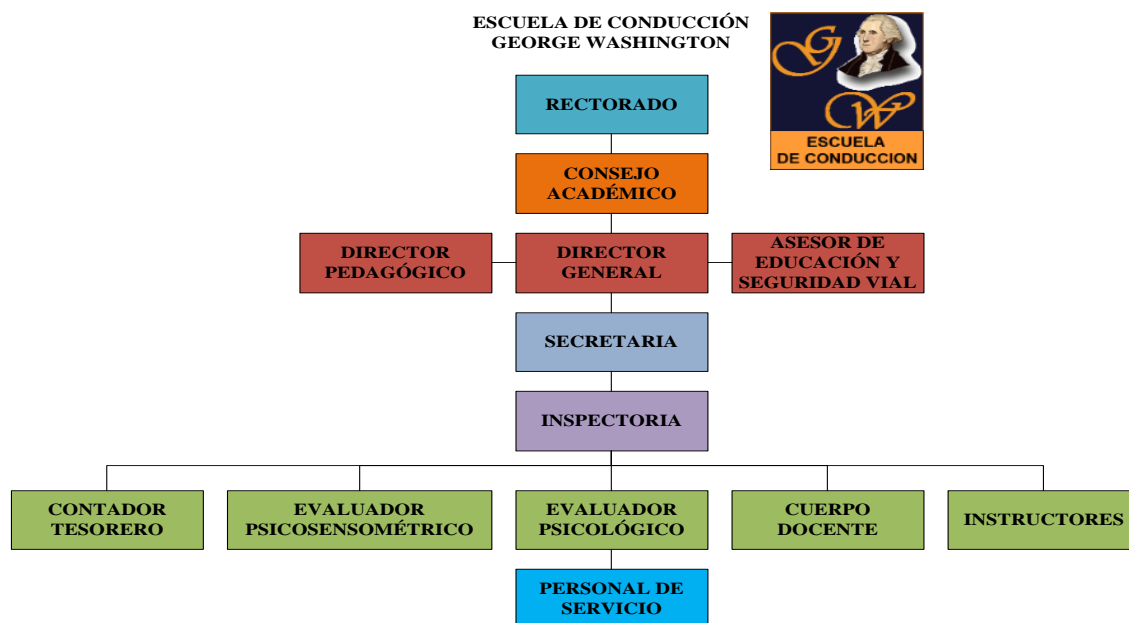 ESCUELA DE CONDUCCIÓN
GEORGE WASHINGTON
G
W
ESCUELA
DE CONDUCCION
RECTORADO
CONSEJO
ACADÉMICO
DIRECTOR
PEDAGÓGICO
DIRECTOR
GENERAL
ASESOR DE
EDUCACIÓN Y
SEGURIDAD VIAL
SECRETARIA
INSPECTORIA
CONTADOR
TESORERO
EVALUADOR
PSICOSENSOMÉTRICO
EVALUADOR
PSICOLÓGICO
CUERPO
DOCENTE
INSTRUCTORES
PERSONAL DE
SERVICIO